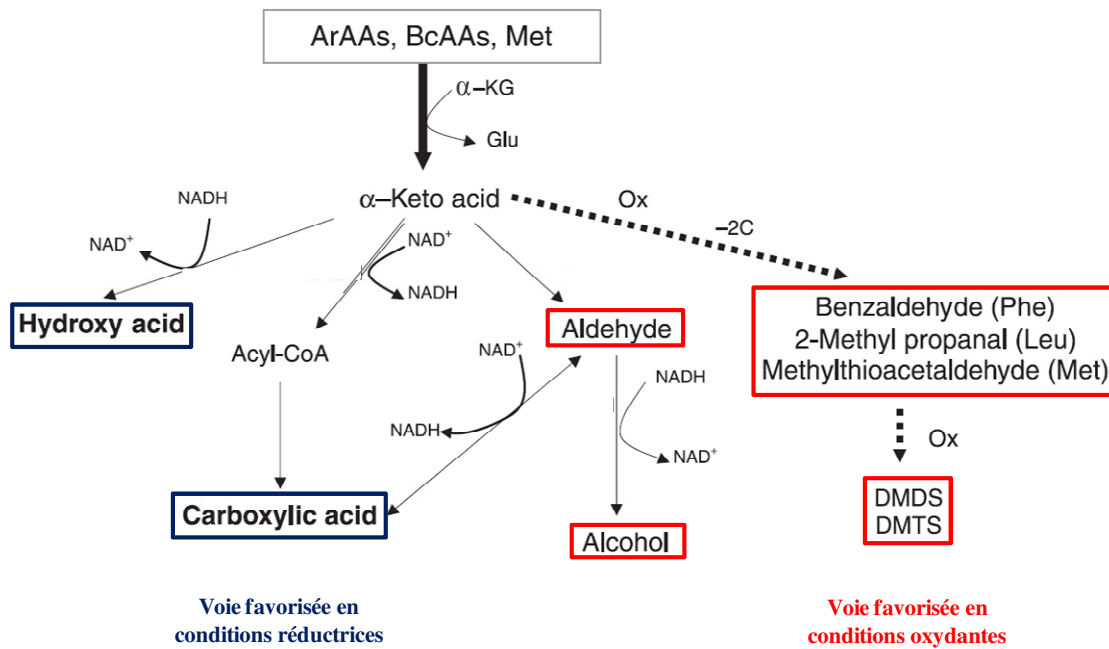 ArAAs, BcAAs, Met
α–KG
Glu
α–Keto acid
Ox
–2C
NADH
NAD⁺
NAD⁺
NADH
Hydroxy acid
Acyl-CoA
Aldehyde
Benzaldehyde (Phe)
2-Methyl propanal (Leu)
Methylthioacetaldehyde (Met)
NAD⁺
NADH
NADH
NAD⁺
Ox
Carboxylic acid
Alcohol
DMDS
DMTS
Voie favorisée en
conditions réductrices
Voie favorisée en
conditions oxydantes